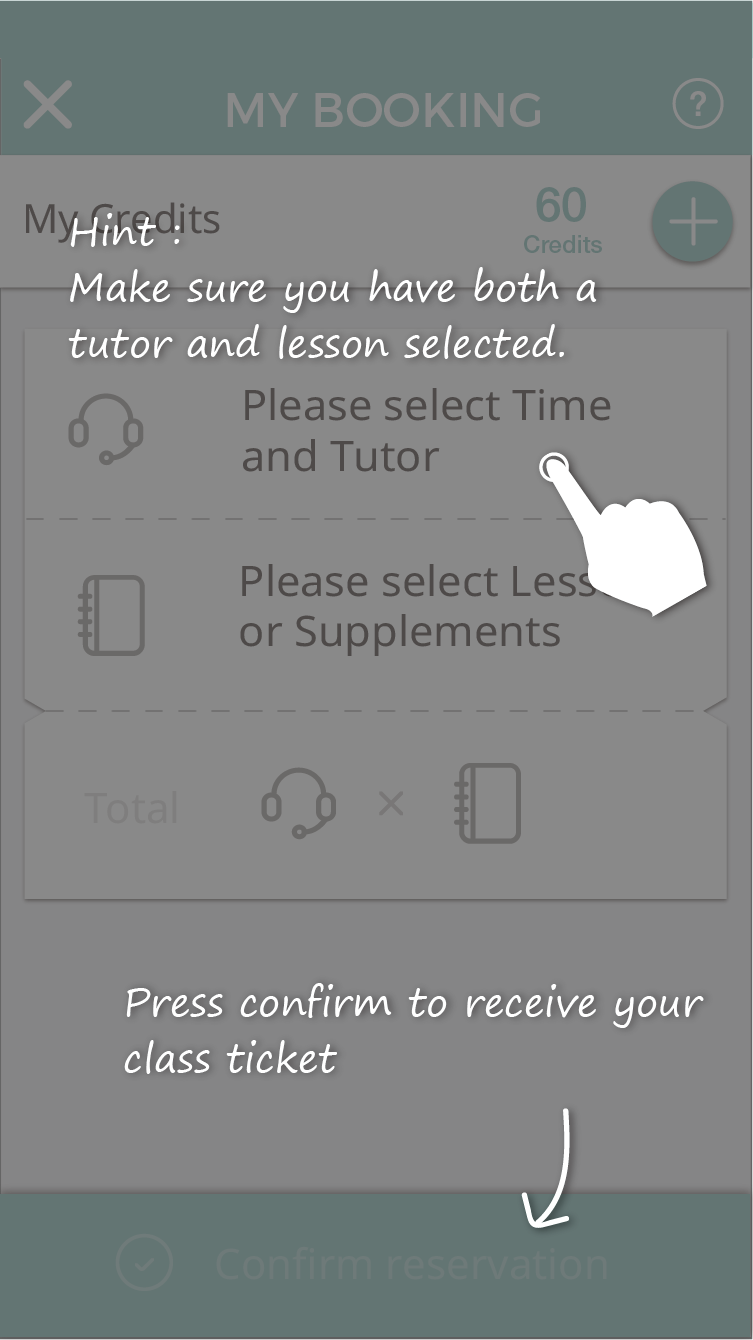 MY BOOKING
?
My Credits
60
Credits
Hint :
Make sure you have both a
tutor and lesson selected.
Please select Time
and Tutor
Please select Less
or Supplements
Total
×
Press confirm to receive your
class ticket
Confirm reservation